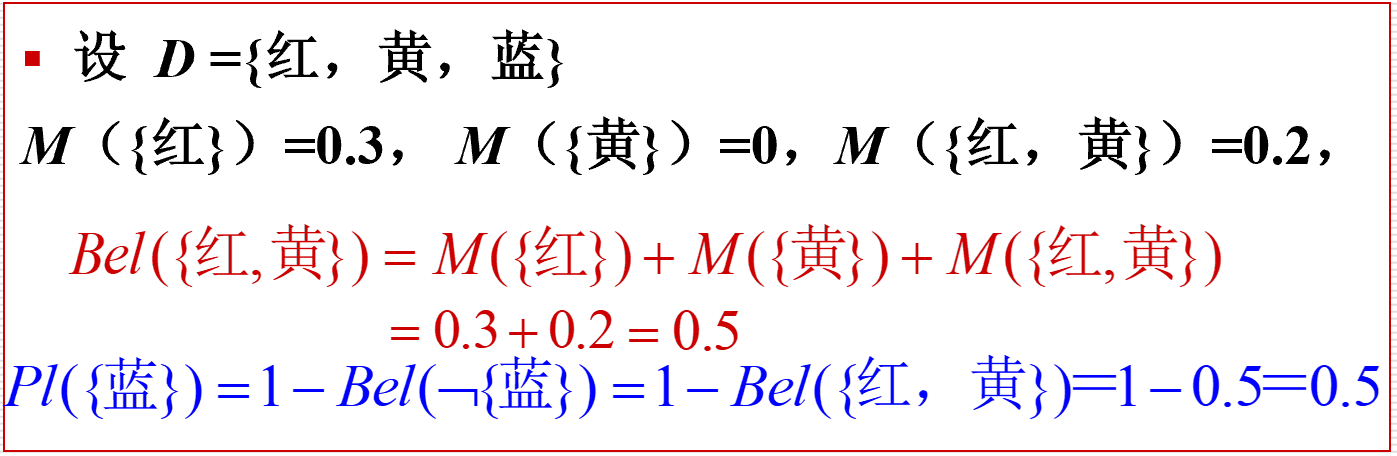 ▪ 设 D ={红，黄，蓝}
M（{红}）=0.3， M（{黄}）=0，M（{红，黄}）=0.2，
Bel({红,黄}) = M({红}) + M({黄}) + M({红,黄})
= 0.3 + 0.2 = 0.5
Pl({蓝}) = 1 − Bel(¬{蓝}) = 1 − Bel({红，黄})＝1 − 0.5＝0.5